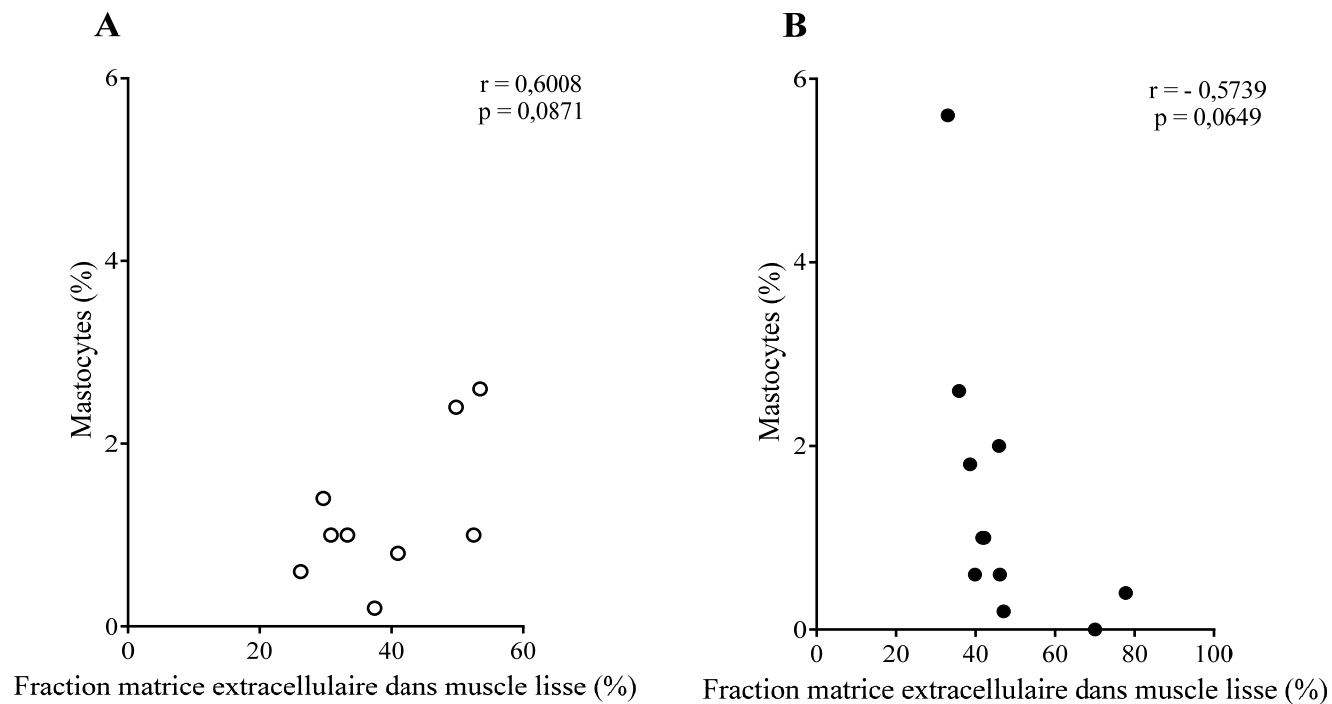 A
r = 0,6008
p = 0,0871
6
4
2
0
Mastocytes (%)
0 20 40 60
Fraction matrice extracellulaire dans muscle lisse (%)
B
r = - 0,5739
p = 0,0649
6
4
2
0
Mastocytes (%)
0 20 40 60 80 100
Fraction matrice extracellulaire dans muscle lisse (%)